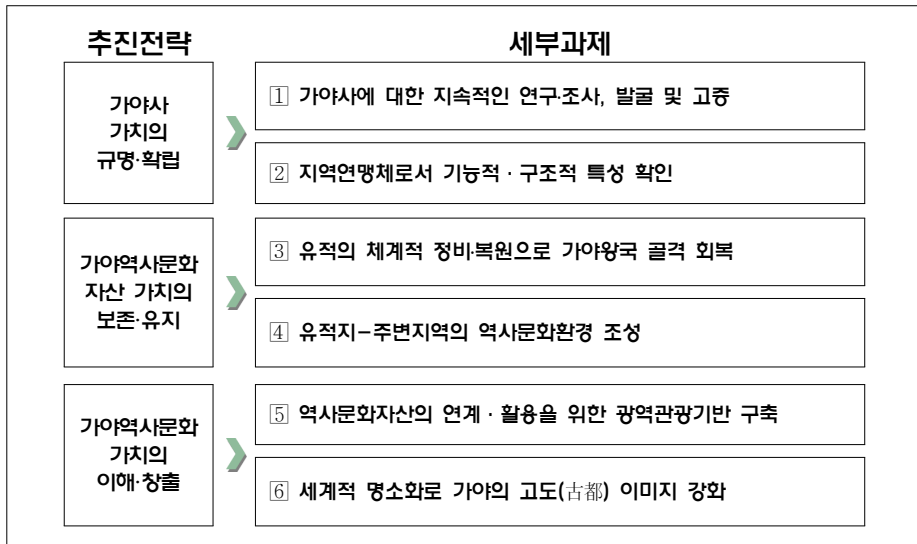 추진전략
세부과제
가야사
가치의
규명·확립
1 가야사에 대한 지속적인 연구·조사, 발굴 및 고증
2 지역연맹체로서 기능적·구조적 특성 확인
가야역사문화
자산 가치의
보존·유지
3 유적의 체계적 정비·복원으로 가야왕국 골격 회복
4 유적지-주변지역의 역사문화환경 조성
가야역사문화
가치의
이해·창출
5 역사문화자산의 연계·활용을 위한 광역관광기반 구축
6 세계적 명소화로 가야의 고도(古都) 이미지 강화